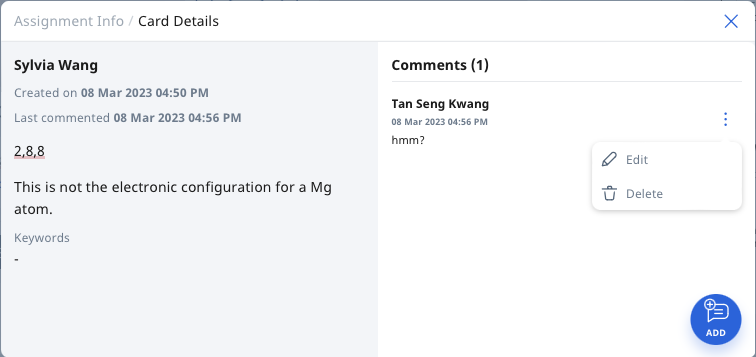 Assignment Info / Card Details
Sylvia Wang
Created on 08 Mar 2023 04:50 PM
Last commented 08 Mar 2023 04:56 PM
2,8,8
This is not the electronic configuration for a Mg
atom.
Keywords
-
Comments (1)
Tan Seng Kwang
08 Mar 2023 04:56 PM
hmm?
Edit
Delete
ADD